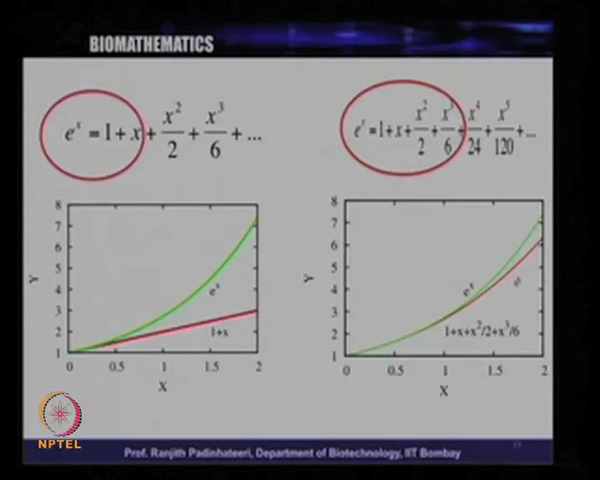 BIOMATHEMATICS
e^x = 1 + x + x^2/2 + x^3/6 + ...
e^x = 1 + x + x^2/2 + x^3/6 + x^4/24 + x^5/120 + ...
8
7
6
5
4
3
2
1
Y
e^x
1+x
0 0.5 1 1.5 2
X
8
7
6
5
4
3
2
1
Y
e^x
1+x+x^2/2+x^3/6
0 0.5 1 1.5 2
X
NPTEL
Prof. Ranjith Padinhateeri, Department of Biotechnology, IIT Bombay